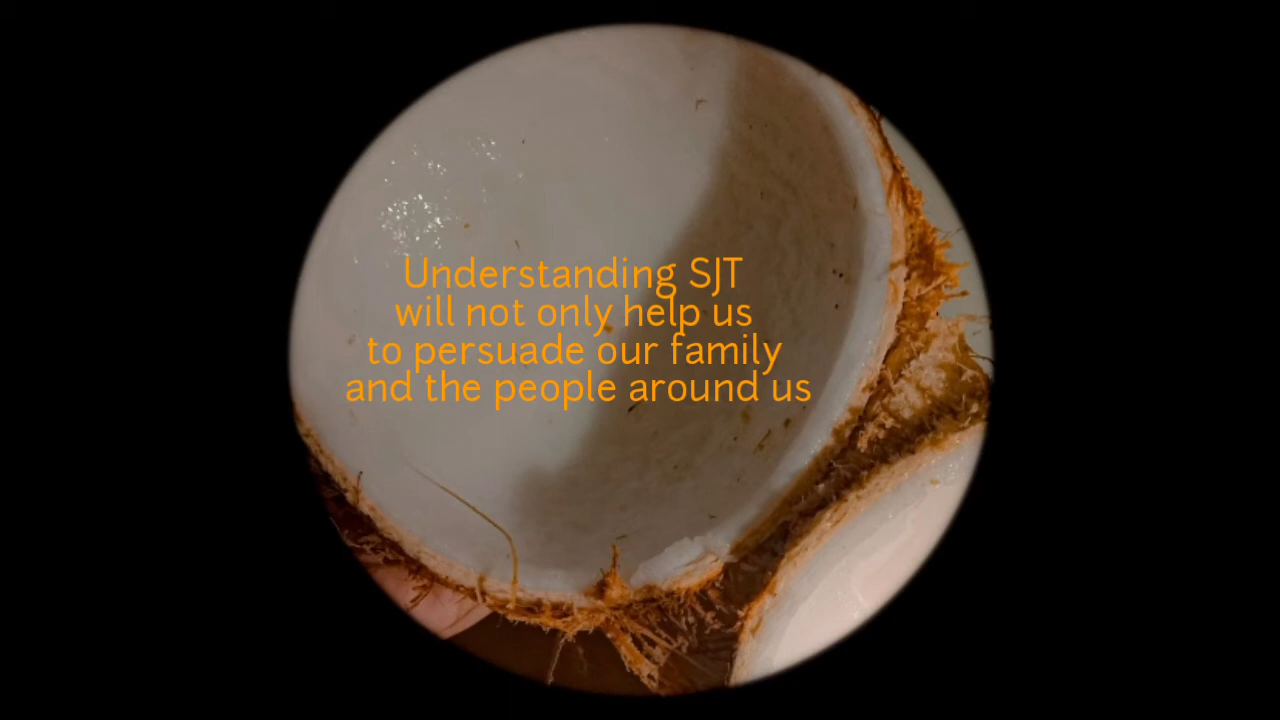 Understanding SJT
will not only help us
to persuade our family
and the people around us